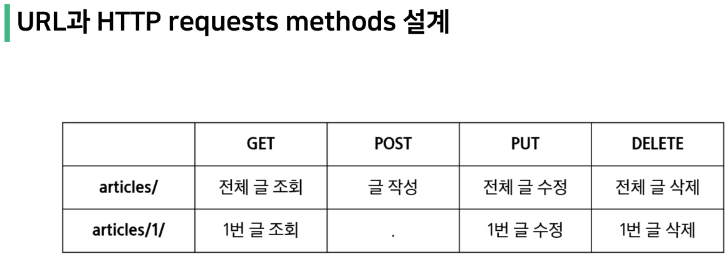 URL과 HTTP requests methods 설계
GET POST PUT DELETE
articles/ 전체 글 조회 글 작성 전체 글 수정 전체 글 삭제
articles/1/ 1번 글 조회 . 1번 글 수정 1번 글 삭제